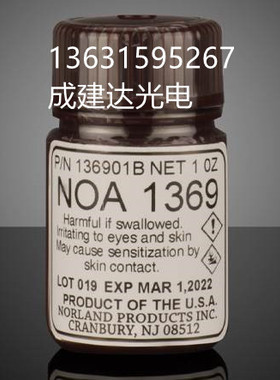 13631595267
成建达光电
P/N 136901B NET 1 OZ
NOA 1369
Harmful if swallowed.
Irritating to eyes and skin
May cause sensitization by
skin contact.
LOT 019 EXP MAR 1,2022
PRODUCT OF THE U.S.A.
NORLAND PRODUCTS INC.
CRANBURY, NJ 08512